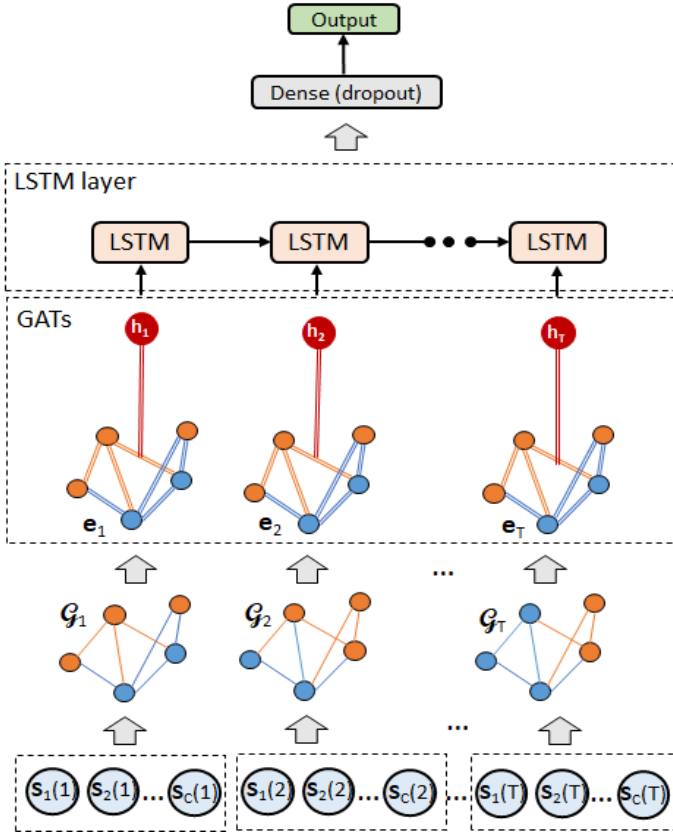 Output
Dense (dropout)
LSTM layer
LSTM LSTM LSTM
GATs
h1 h2 hT
e1 e2 eT
...
𝓖1 𝓖2 𝓖T
...
s1(1) s2(1) ... sC(1) s1(2) s2(2) ... sC(2) ... s1(T) s2(T) ... sC(T)